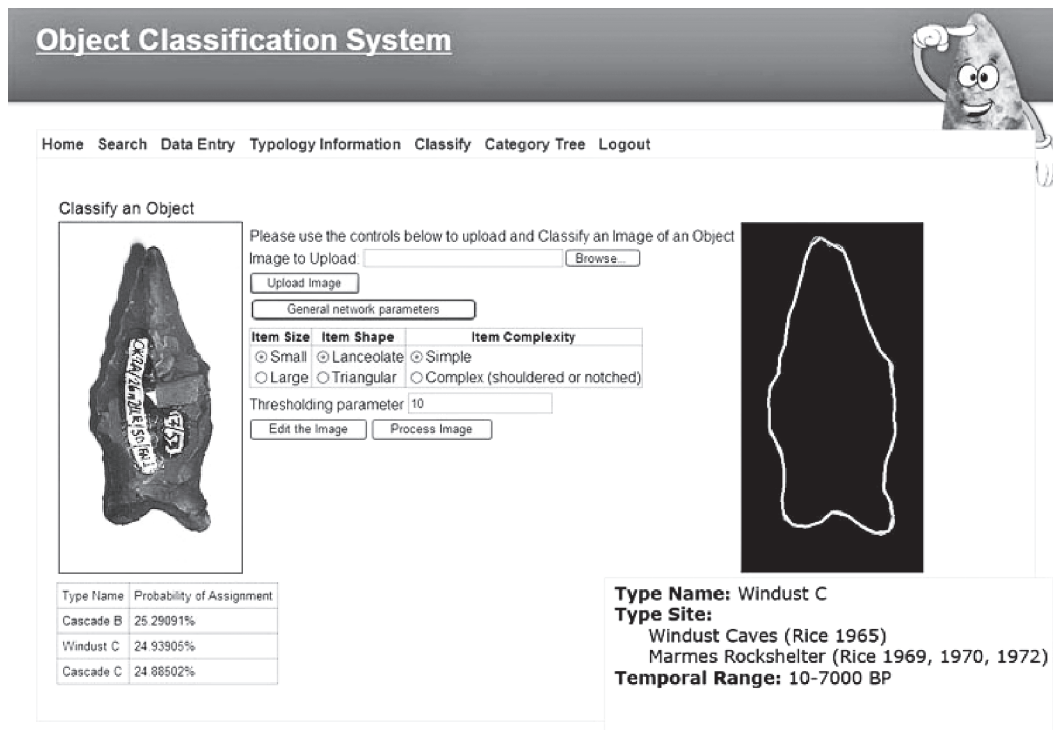 Object Classification System
Home Search Data Entry Typology Information Classify Category Tree Logout
Classify an Object
Please use the controls below to upload and Classify an Image of an Object
Image to Upload: Browse...
Upload Image
General network parameters
Item Size Item Shape Item Complexity
Small Lanceolate Simple
Large Triangular Complex (shouldered or notched)
Thresholding parameter 10
Edit the Image Process Image
17/53
Type Name Probability of Assignment
Cascade B 25.29091%
Windust C 24.93905%
Cascade C 24.88502%
Type Name: Windust C
Type Site:
Windust Caves (Rice 1965)
Marmes Rockshelter (Rice 1969, 1970, 1972)
Temporal Range: 10-7000 BP